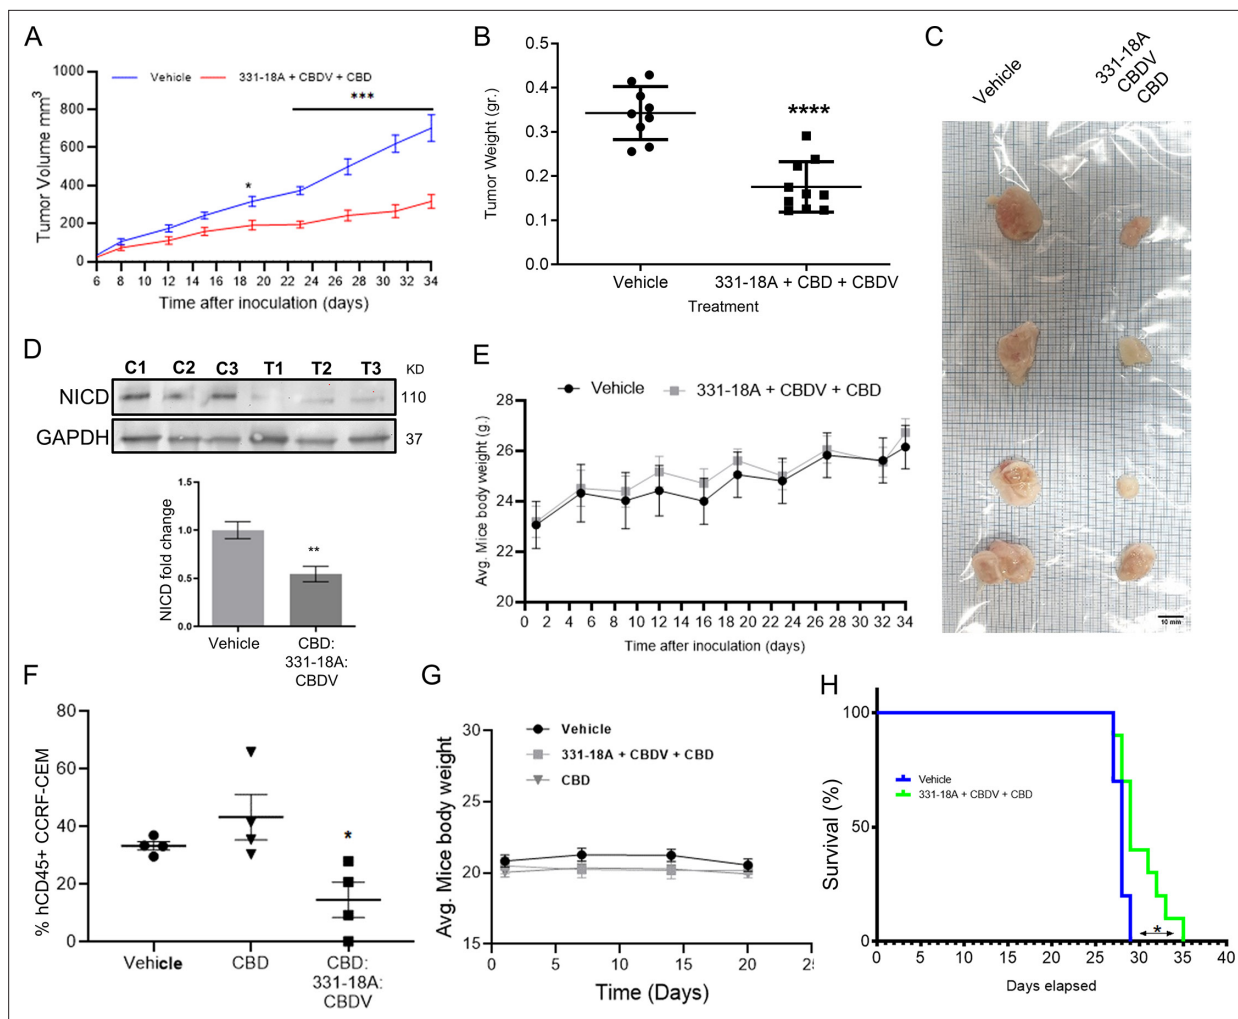 A
Vehicle
331-18A + CBDV + CBD
1000
800
600
400
200
0
Tumor Volume mm³
*
***
6 8 10 12 14 16 18 20 22 24 26 28 30 32 34
Time after inoculation (days)
B
0.5
0.4
0.3
0.2
0.1
0.0
Tumor Weight (gr.)
****
Vehicle
331-18A + CBD + CBDV
Treatment
C
Vehicle
331-18A
CBDV
CBD
10 mm
D
C1 C2 C3 T1 T2 T3 KD
NICD 110
GAPDH 37
1.5
1.0
0.5
0.0
NICD fold change
**
Vehicle
CBD:
331-18A:
CBDV
E
Vehicle
331-18A + CBDV + CBD
28
26
24
22
20
Avg. Mice body weight (g.)
0 2 4 6 8 10 12 14 16 18 20 22 24 26 28 30 32 34
Time after inoculation (days)
F
80
60
40
20
0
% hCD45+ CCRF-CEM
*
Vehicle
CBD
CBD:
331-18A:
CBDV
G
Vehicle
331-18A + CBDV + CBD
CBD
30
25
20
15
Avg. Mice body weight
0 5 10 15 20
Time (Days)
H
100
50
0
Survival (%)
Vehicle
331-18A + CBDV + CBD
*
0 5 10 15 20 25 30 35 40
Days elapsed